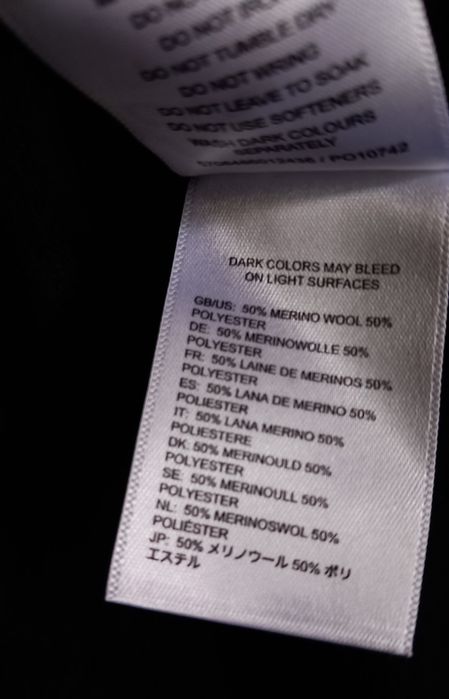 DO NOT TUMBLE DRY
DO NOT WRING
DO NOT LEAVE TO SOAK
DO NOT USE SOFTENERS
WASH DARK COLOURS
SEPARATELY
/ PO10742
DARK COLORS MAY BLEED
ON LIGHT SURFACES
GB/US: 50% MERINO WOOL 50%
POLYESTER
DE: 50% MERINOWOLLE 50%
POLYESTER
FR: 50% LAINE DE MERINOS 50%
POLYESTER
ES: 50% LANA DE MERINO 50%
POLIESTER
IT: 50% LANA MERINO 50%
POLIESTERE
DK: 50% MERINOULD 50%
POLYESTER
SE: 50% MERINOULL 50%
POLYESTER
NL: 50% MERINOSWOL 50%
POLIÉSTER
JP: 50% メリノウール 50% ポリ
エステル